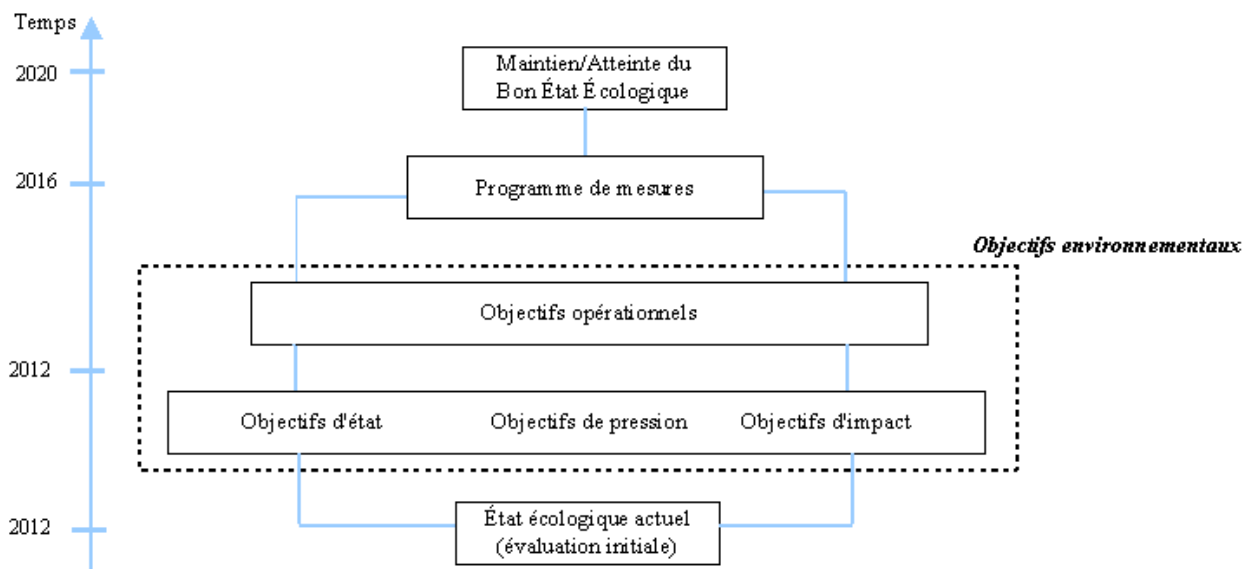 Temps
2020
Maintien/Atteinte du
Bon État Écologique
2016
Programme de mesures
Objectifs environnementaux
Objectifs opérationnels
2012
Objectifs d'état
Objectifs de pression
Objectifs d'impact
2012
État écologique actuel
(évaluation initiale)